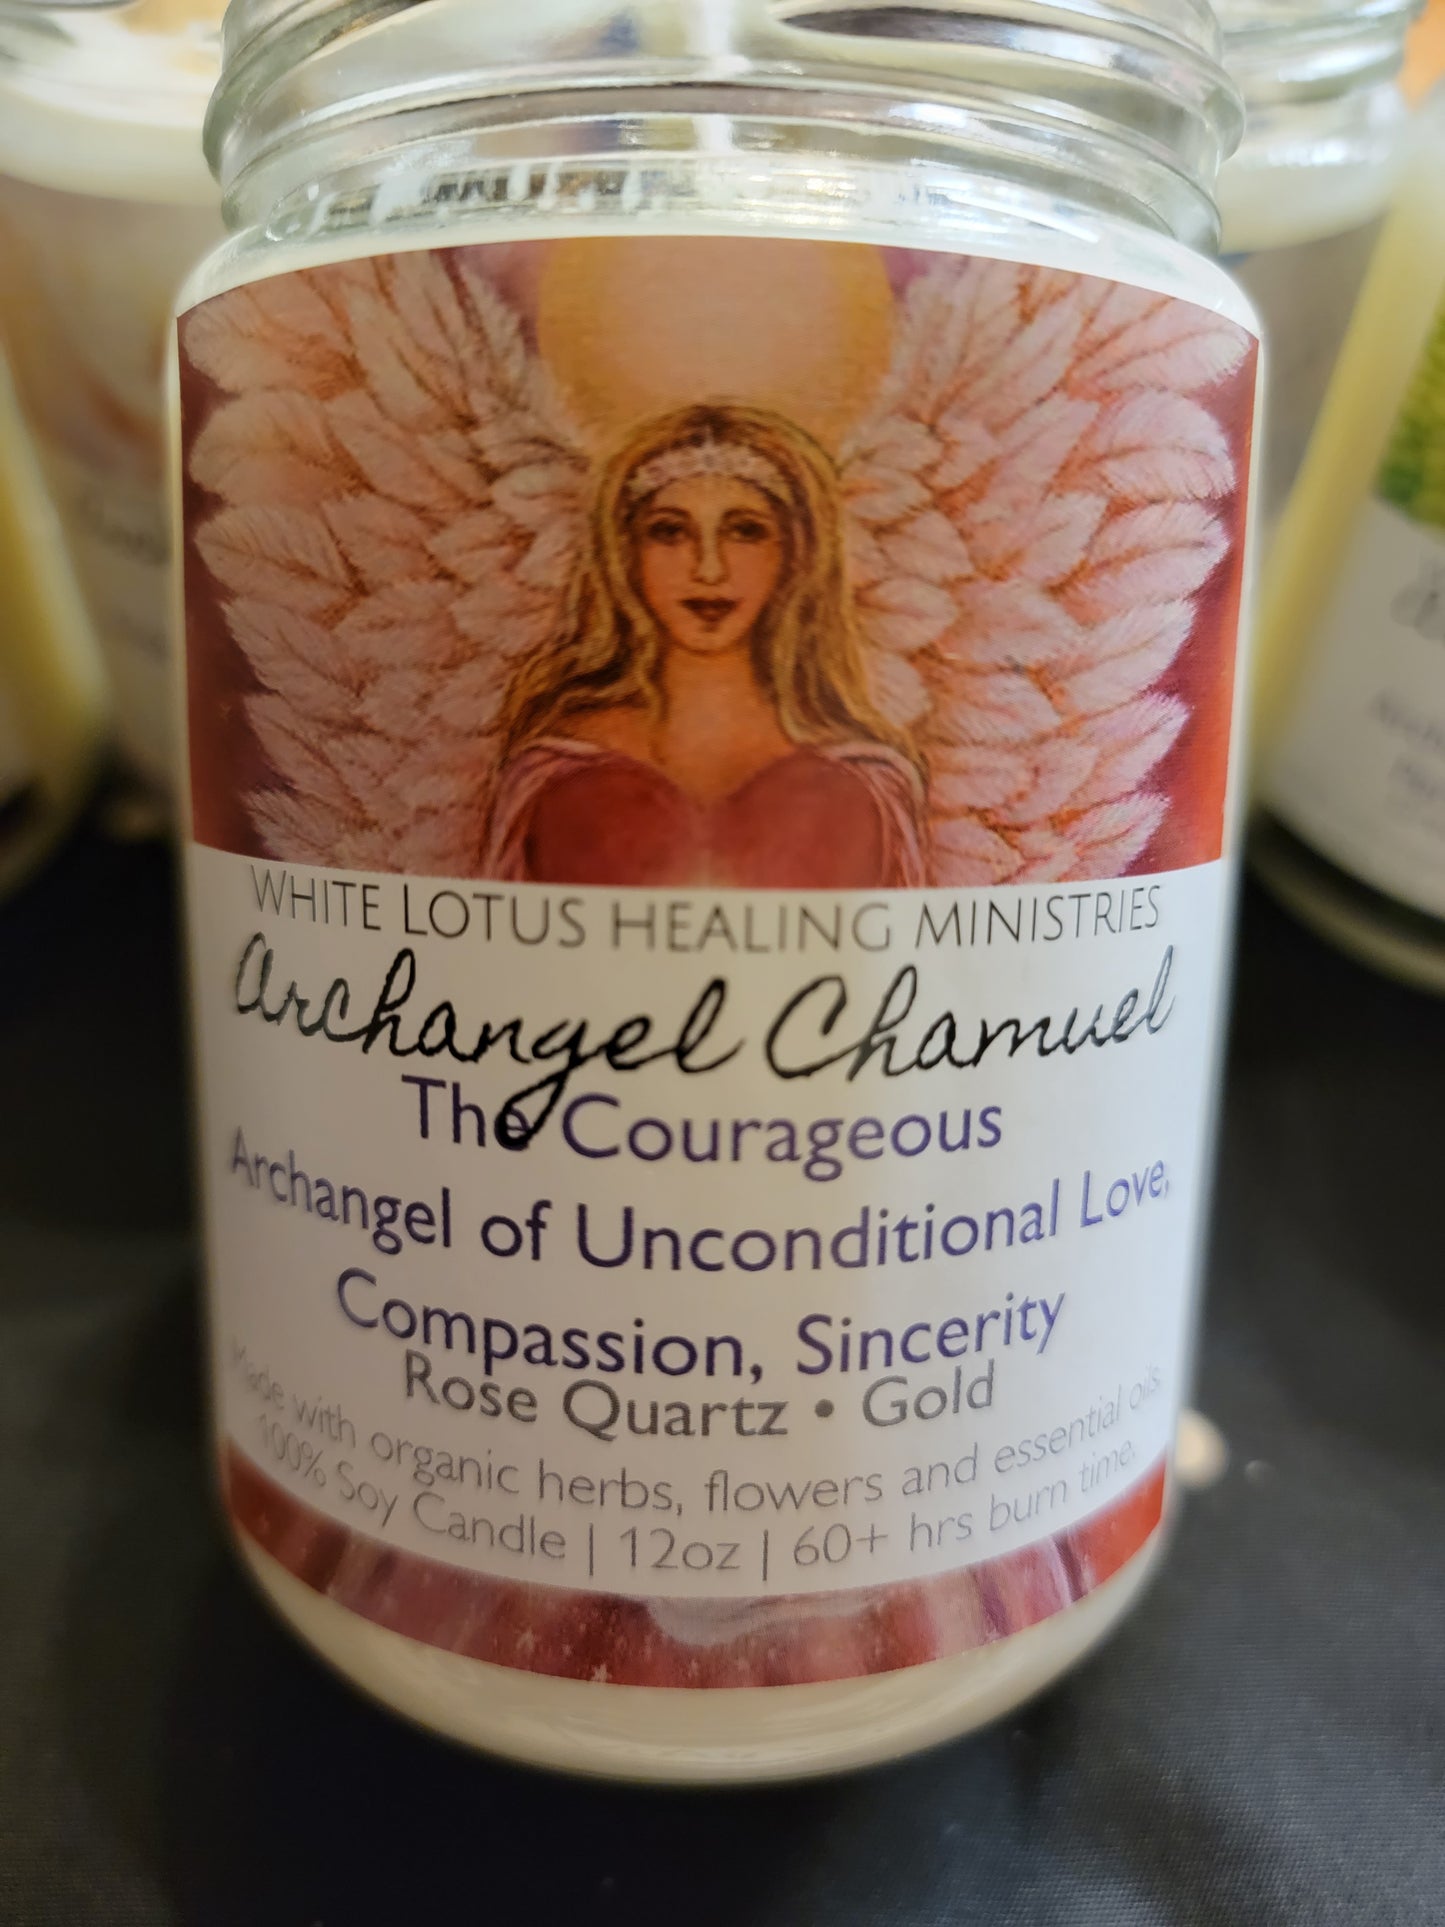 WHITE LOTUS HEALING MINISTRIES
Archangel Chamuel
The Courageous
Archangel of Unconditional Love,
Compassion, Sincerity
Rose Quartz • Gold
Made with organic herbs, flowers and essential oils.
100% Soy Candle | 12oz | 60+ hrs burn time.